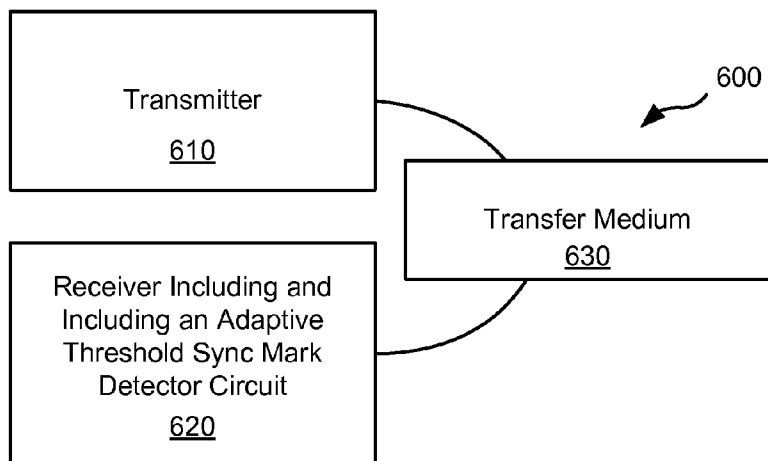 Transmitter
610
600
Transfer Medium
630
Receiver Including and
Including an Adaptive
Threshold Sync Mark
Detector Circuit
620